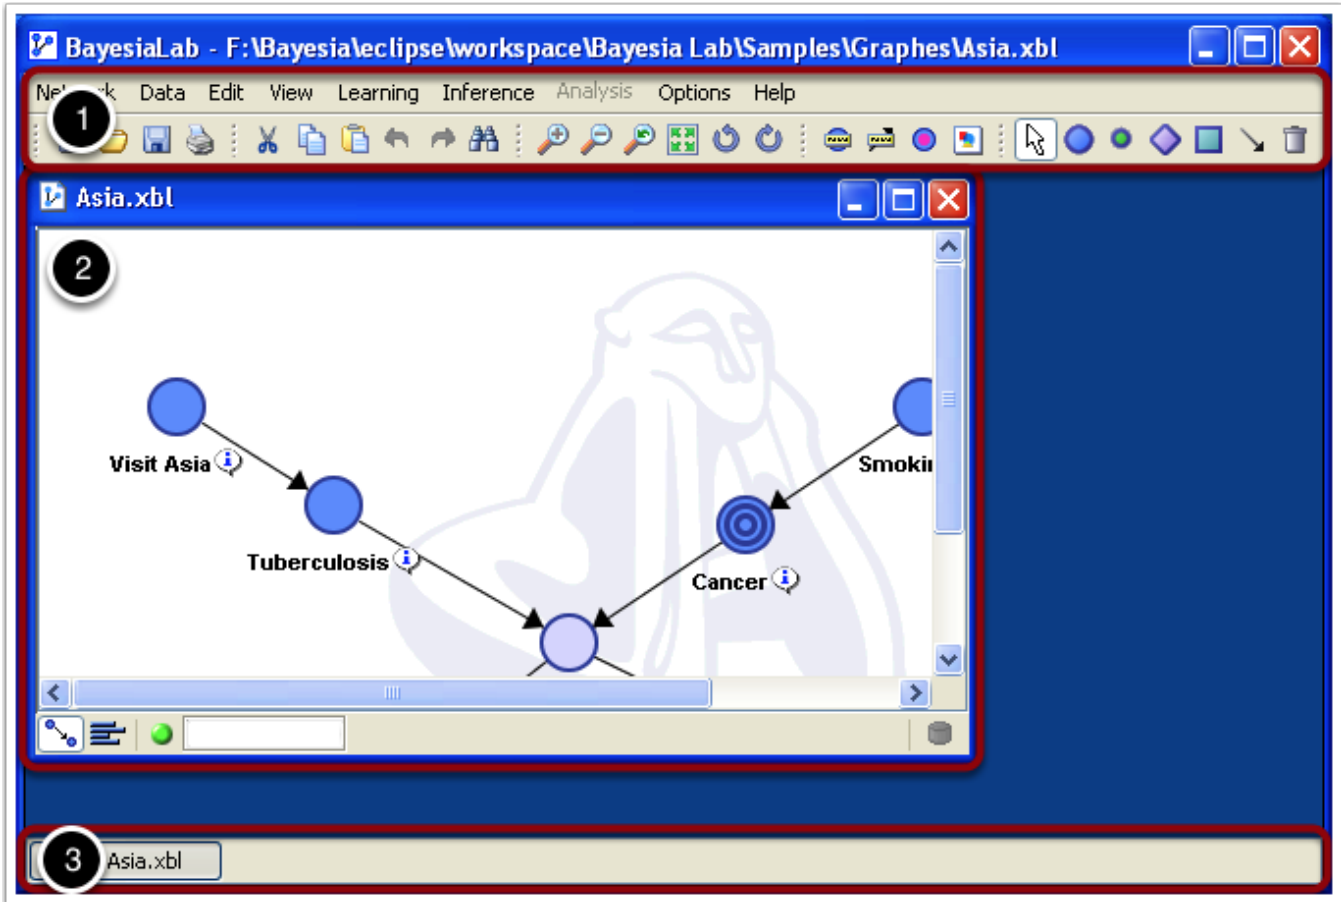 BayesiaLab - F:\Bayesia\eclipse\workspace\Bayesia Lab\Samples\Graphes\Asia.xbl
Data Edit View Learning Inference Analysis Options Help
1
Asia.xbl
2
Visit Asia
Tuberculosis
Cancer
3
Asia.xbl